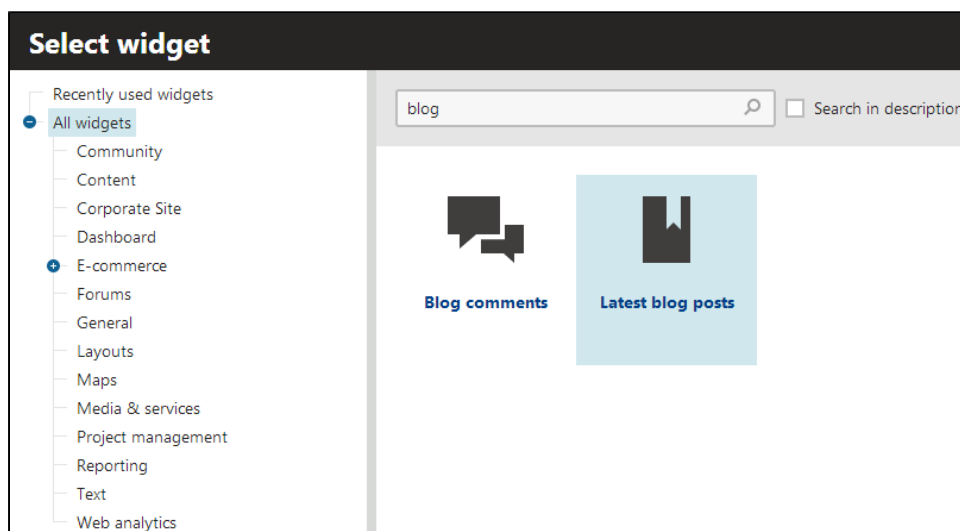 Select widget
Recently used widgets
All widgets
Community
Content
Corporate Site
Dashboard
E-commerce
Forums
General
Layouts
Maps
Media & services
Project management
Reporting
Text
Web analytics
blog
Search in description
Blog comments
Latest blog posts